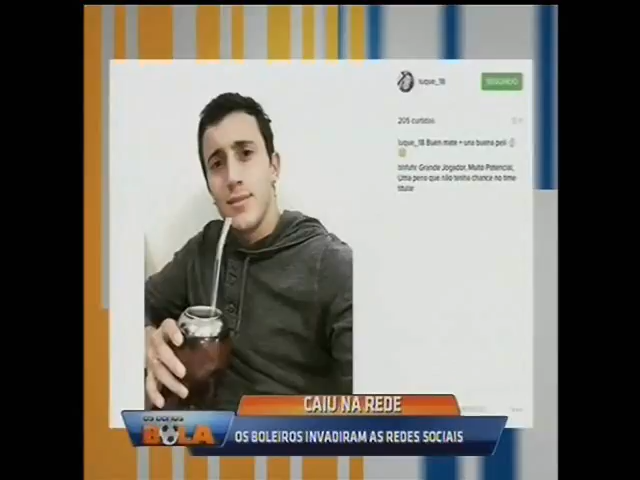 luque_18
SEGUINDO
205 curtidas
luque_18 Buen mate + una buena peli
Grande Jogador, Muito Potencial,
Uma pena que não tenha chance no time
titular
CAIU NA REDE
OS DONOS
DA BOLA
OS BOLEIROS INVADIRAM AS REDES SOCIAIS